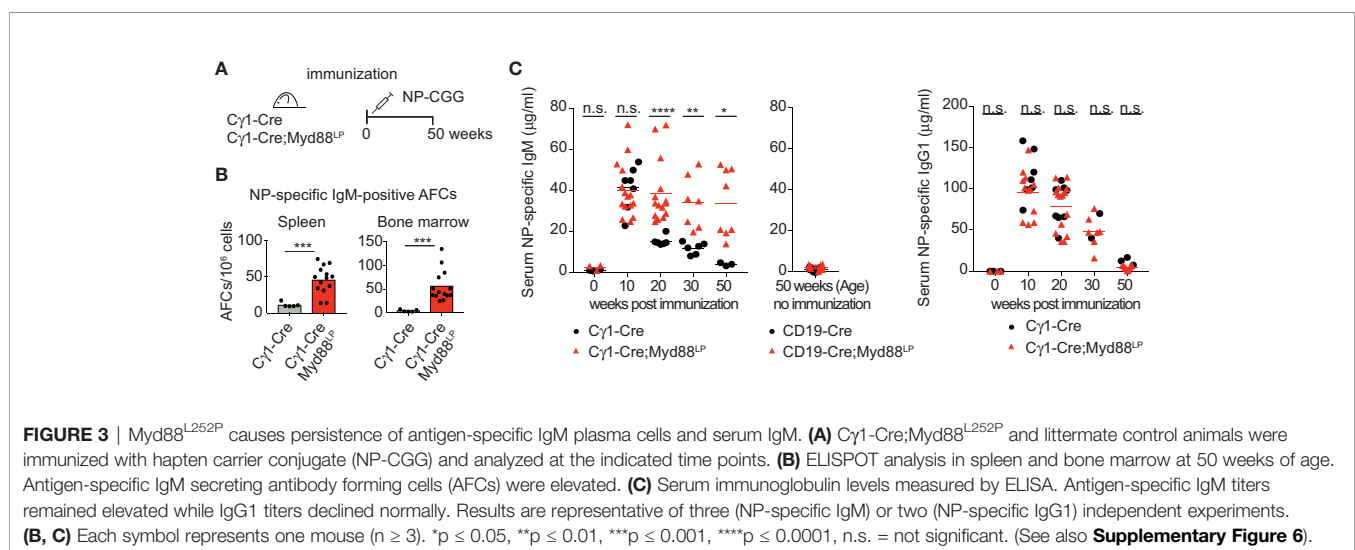 A
immunization
NP-CGG
Cγ1-Cre
Cγ1-Cre;Myd88LP
0
50 weeks
B
NP-specific IgM-positive AFCs
Spleen
Bone marrow
AFCs/10⁶ cells
100
50
0
***
150
100
50
0
***
Cγ1-Cre
Cγ1-Cre
Myd88LP
Cγ1-Cre
Cγ1-Cre
Myd88LP
C
Serum NP-specific IgM (µg/ml)
80
60
40
20
0
n.s.
n.s.
****
**
*
0
10
20
30
50
weeks post immunization
Cγ1-Cre
Cγ1-Cre;Myd88LP
80
60
40
20
0
50 weeks (Age)
no immunization
CD19-Cre
CD19-Cre;Myd88LP
Serum NP-specific IgG1 (µg/ml)
200
150
100
50
0
n.s.
n.s.
n.s.
n.s.
n.s.
0
10
20
30
50
weeks post immunization
Cγ1-Cre
Cγ1-Cre;Myd88LP
FIGURE 3 | Myd88L252P causes persistence of antigen-specific IgM plasma cells and serum IgM. (A) Cγ1-Cre;Myd88L252P and littermate control animals were
immunized with hapten carrier conjugate (NP-CGG) and analyzed at the indicated time points. (B) ELISPOT analysis in spleen and bone marrow at 50 weeks of age.
Antigen-specific IgM secreting antibody forming cells (AFCs) were elevated. (C) Serum immunoglobulin levels measured by ELISA. Antigen-specific IgM titers
remained elevated while IgG1 titers declined normally. Results are representative of three (NP-specific IgM) or two (NP-specific IgG1) independent experiments.
(B, C) Each symbol represents one mouse (n ≥ 3). *p ≤ 0.05, **p ≤ 0.01, ***p ≤ 0.001, ****p ≤ 0.0001, n.s. = not significant. (See also Supplementary Figure 6).